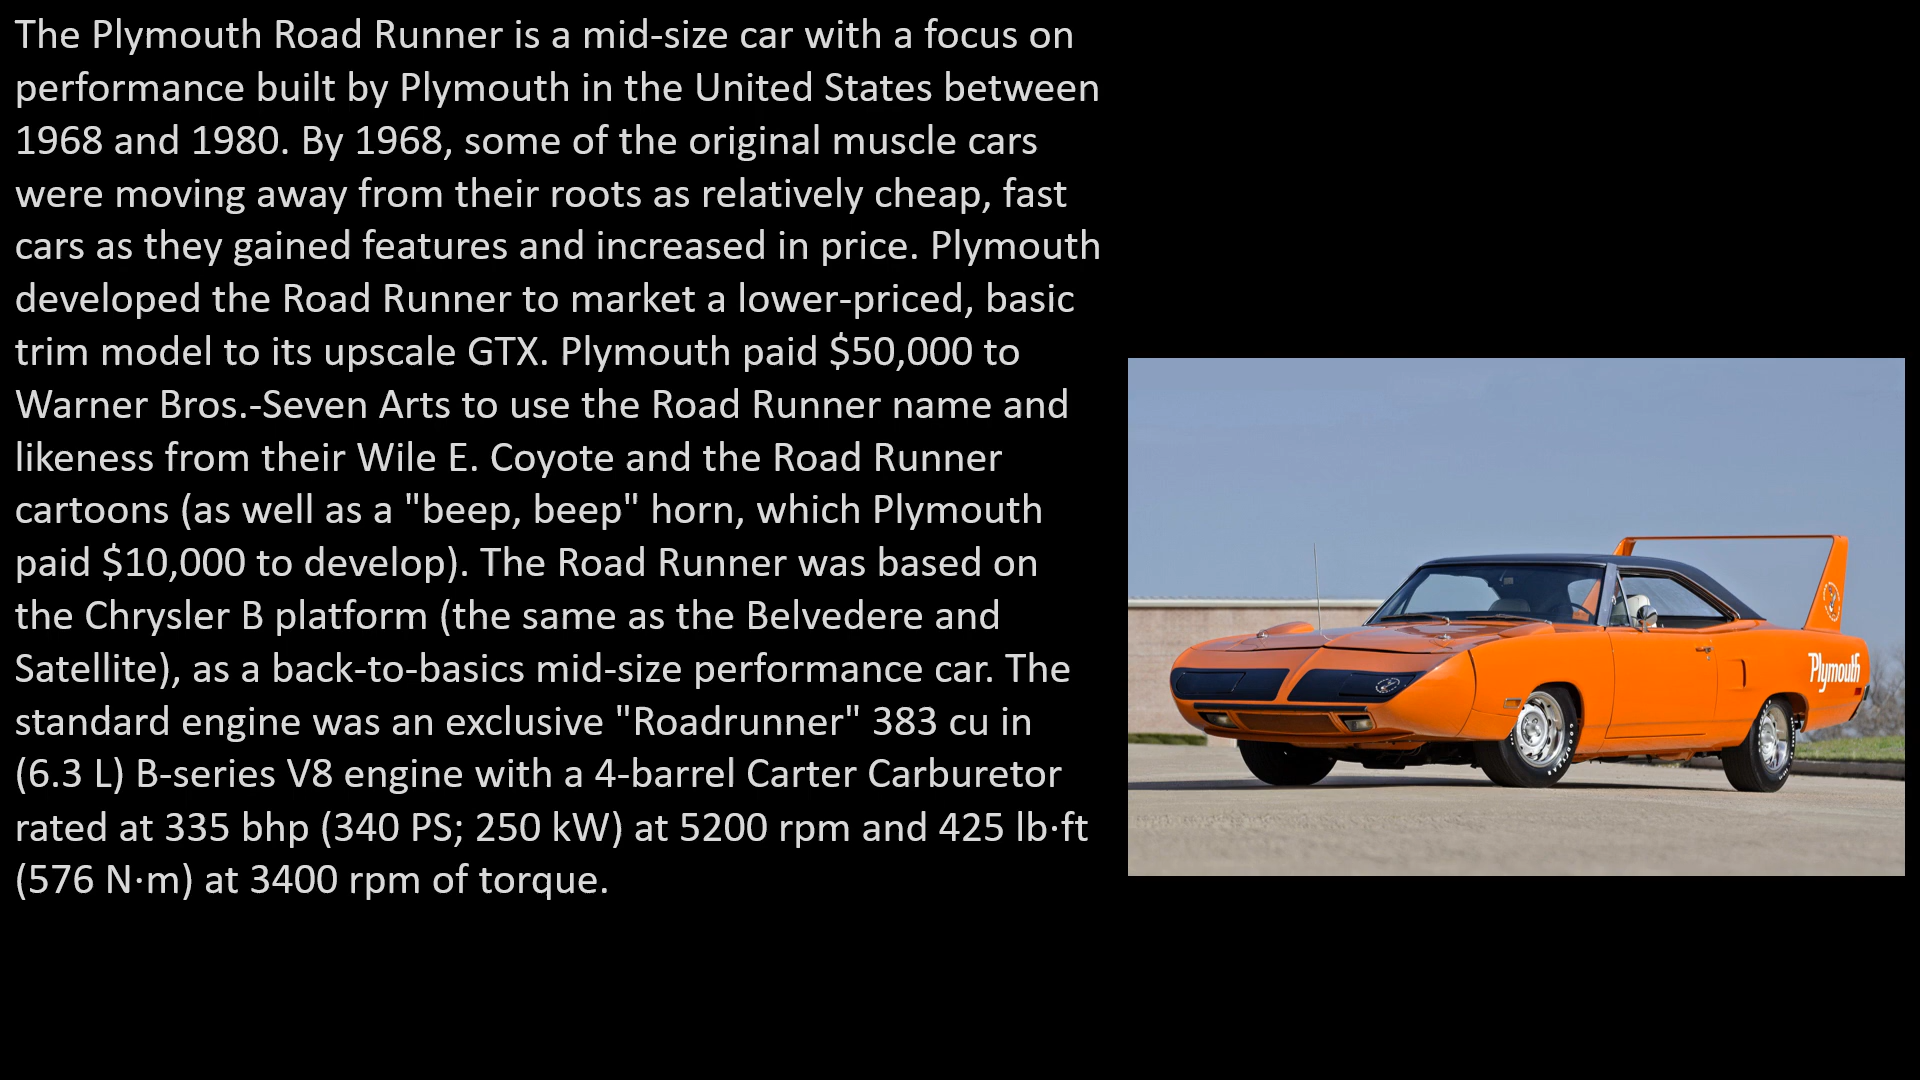 The Plymouth Road Runner is a mid-size car with a focus on
performance built by Plymouth in the United States between
1968 and 1980. By 1968, some of the original muscle cars
were moving away from their roots as relatively cheap, fast
cars as they gained features and increased in price. Plymouth
developed the Road Runner to market a lower-priced, basic
trim model to its upscale GTX. Plymouth paid $50,000 to
Warner Bros.-Seven Arts to use the Road Runner name and
likeness from their Wile E. Coyote and the Road Runner
cartoons (as well as a "beep, beep" horn, which Plymouth
paid $10,000 to develop). The Road Runner was based on
the Chrysler B platform (the same as the Belvedere and
Satellite), as a back-to-basics mid-size performance car. The
standard engine was an exclusive "Roadrunner" 383 cu in
(6.3 L) B-series V8 engine with a 4-barrel Carter Carburetor
rated at 335 bhp (340 PS; 250 kW) at 5200 rpm and 425 lb·ft
(576 N·m) at 3400 rpm of torque.
Plymouth